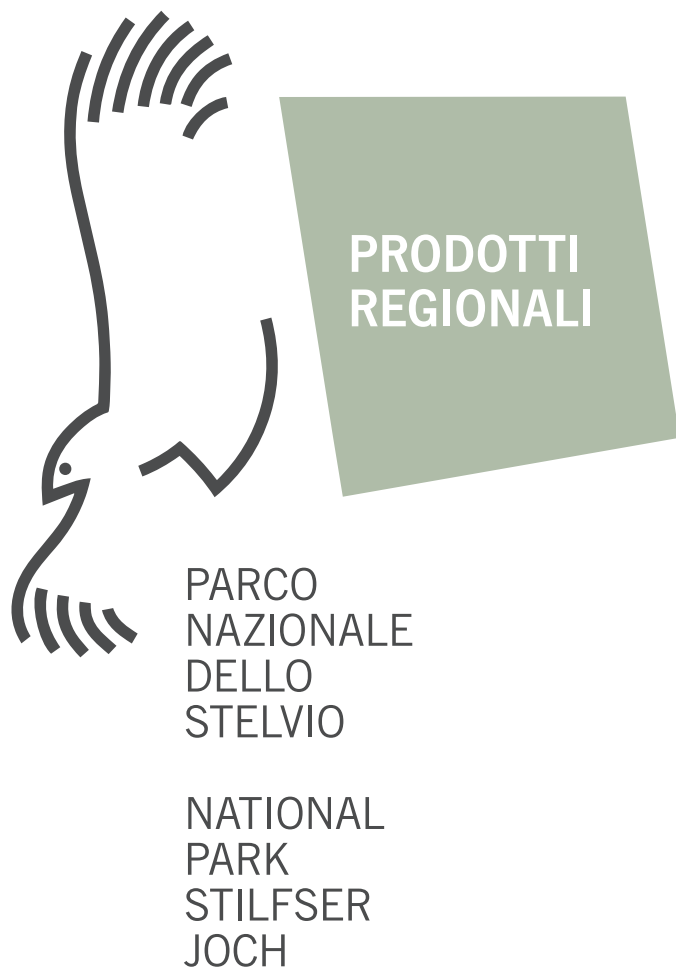 PRODOTTI
REGIONALI
PARCO
NAZIONALE
DELLO
STELVIO
NATIONAL
PARK
STILFSER
JOCH